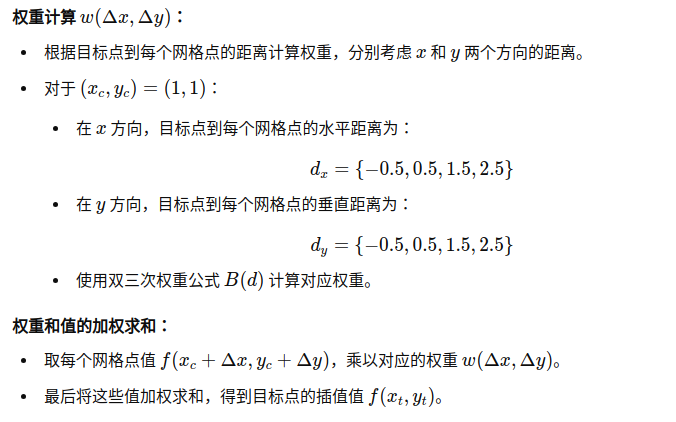 权重计算 w(Δx, Δy)：
• 根据目标点到每个网格点的距离计算权重，分别考虑 x 和 y 两个方向的距离。
• 对于 (x_c, y_c) = (1, 1)：
• 在 x 方向，目标点到每个网格点的水平距离为：
d_x = {−0.5, 0.5, 1.5, 2.5}
• 在 y 方向，目标点到每个网格点的垂直距离为：
d_y = {−0.5, 0.5, 1.5, 2.5}
• 使用双三次权重公式 B(d) 计算对应权重。
权重和值的加权求和：
• 取每个网格点值 f(x_c + Δx, y_c + Δy)，乘以对应的权重 w(Δx, Δy)。
• 最后将这些值加权求和，得到目标点的插值值 f(x_t, y_t)。